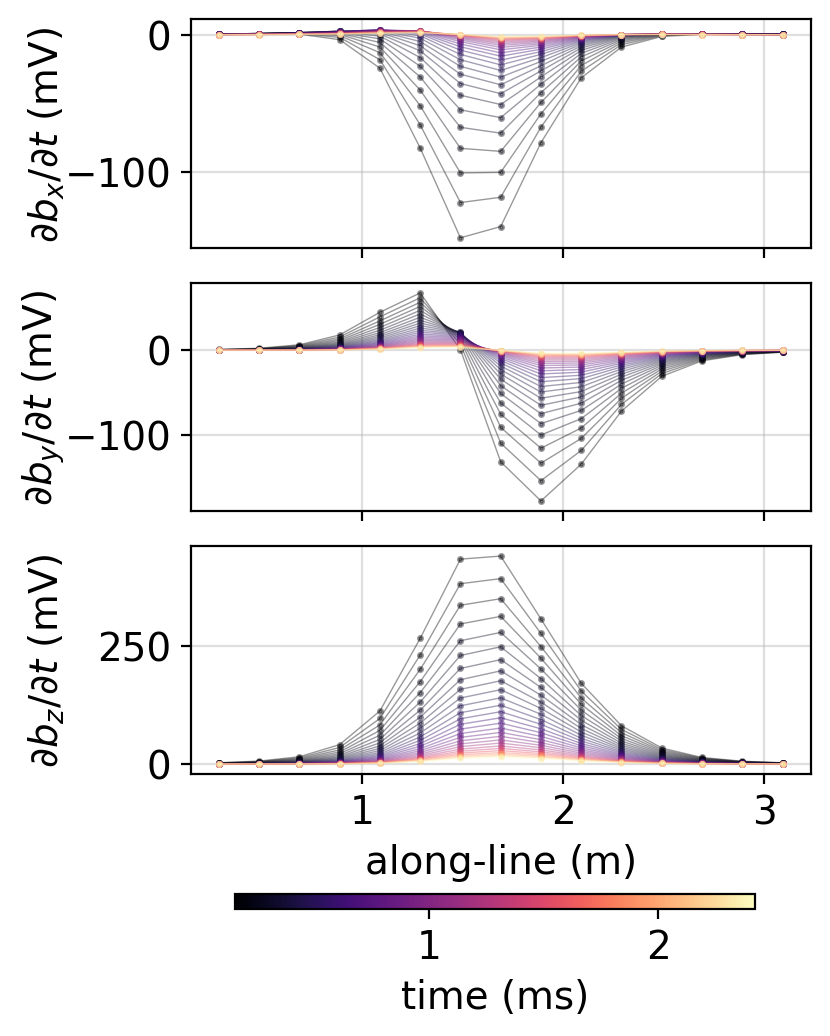 ∂bₓ/∂t (mV)
0
−100
∂b_y/∂t (mV)
0
−100
∂b_z/∂t (mV)
250
0
1 2 3
along-line (m)
1 2
time (ms)